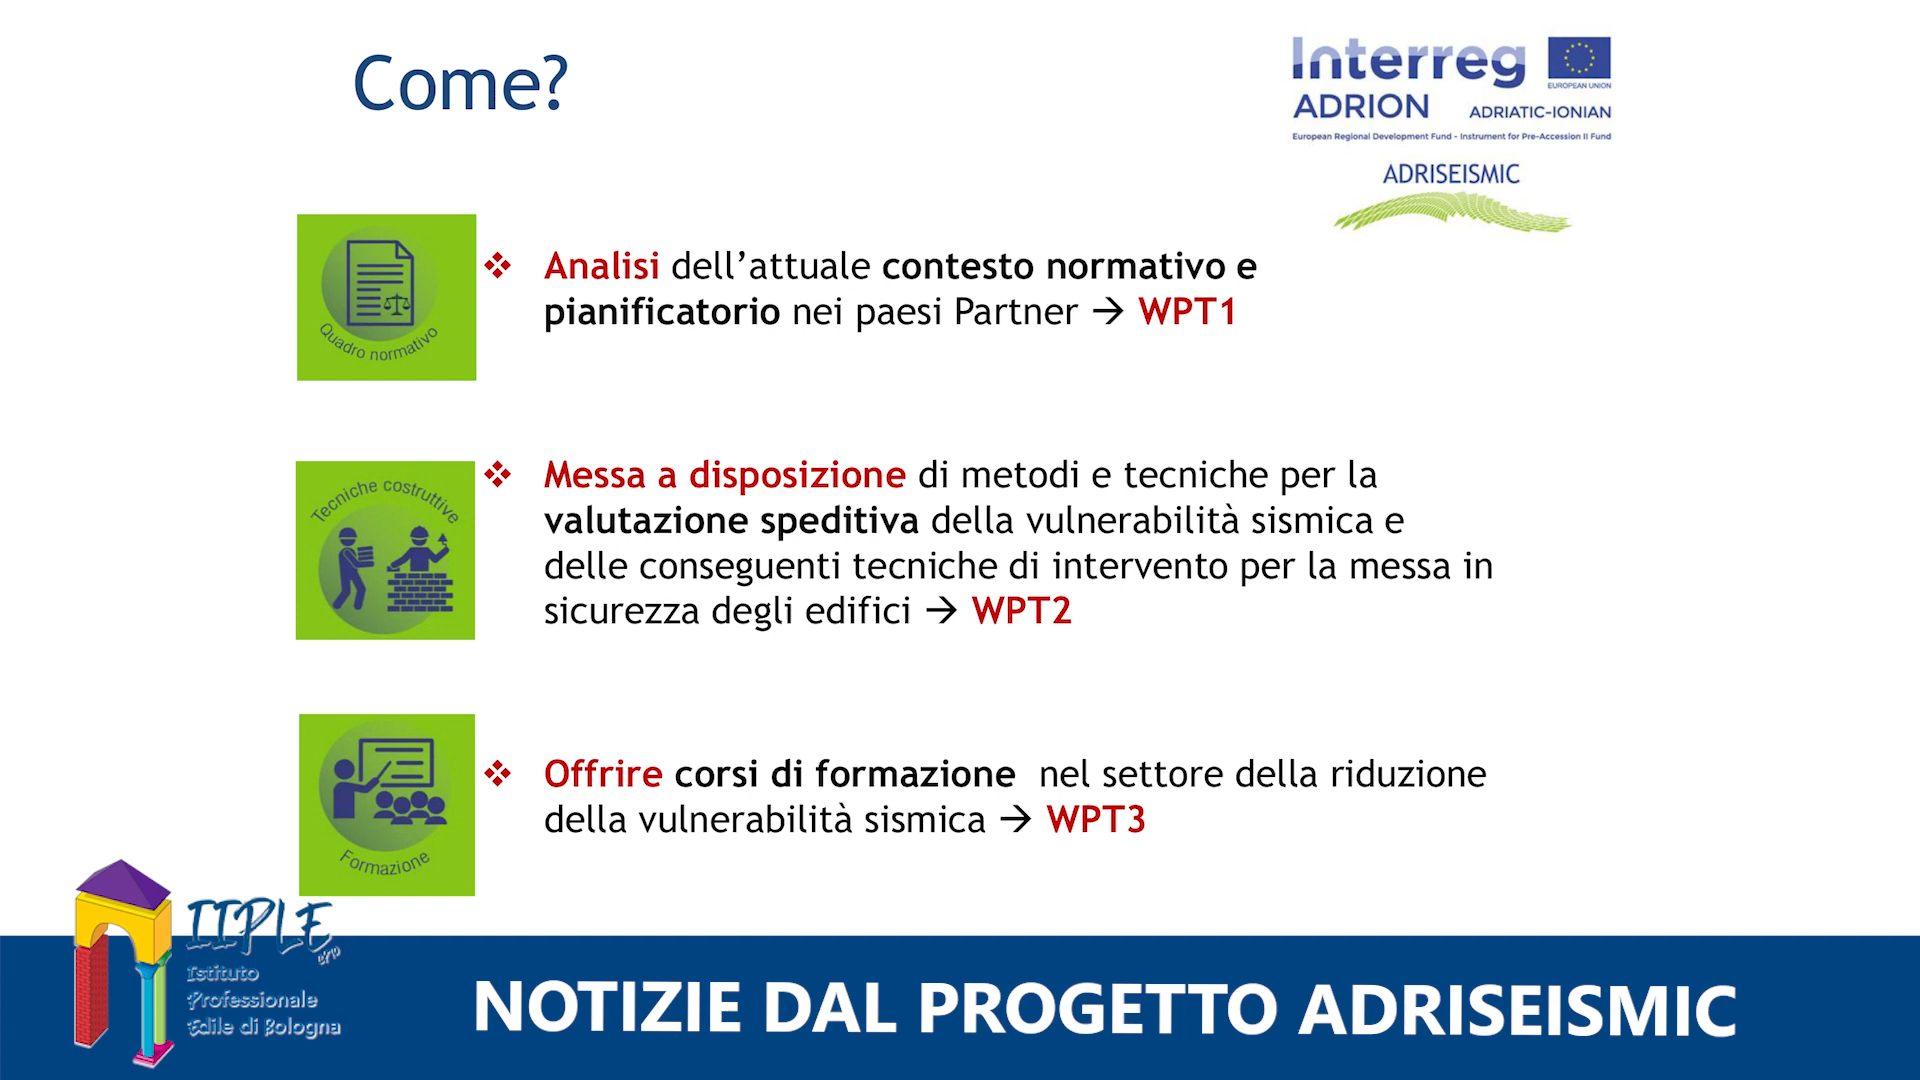 Come?
Interreg
EUROPEAN UNION
ADRION ADRIATIC-IONIAN
European Regional Development Fund - Instrument for Pre-Accession II Fund
ADRISEISMIC
Quadro normativo
❖ Analisi dell’attuale contesto normativo e
pianificatorio nei paesi Partner → WPT1
Tecniche costruttive
❖ Messa a disposizione di metodi e tecniche per la
valutazione speditiva della vulnerabilità sismica e
delle conseguenti tecniche di intervento per la messa in
sicurezza degli edifici → WPT2
Formazione
❖ Offrire corsi di formazione nel settore della riduzione
della vulnerabilità sismica → WPT3
IIPLE
Istituto
Professionale
Edile di Bologna
NOTIZIE DAL PROGETTO ADRISEISMIC